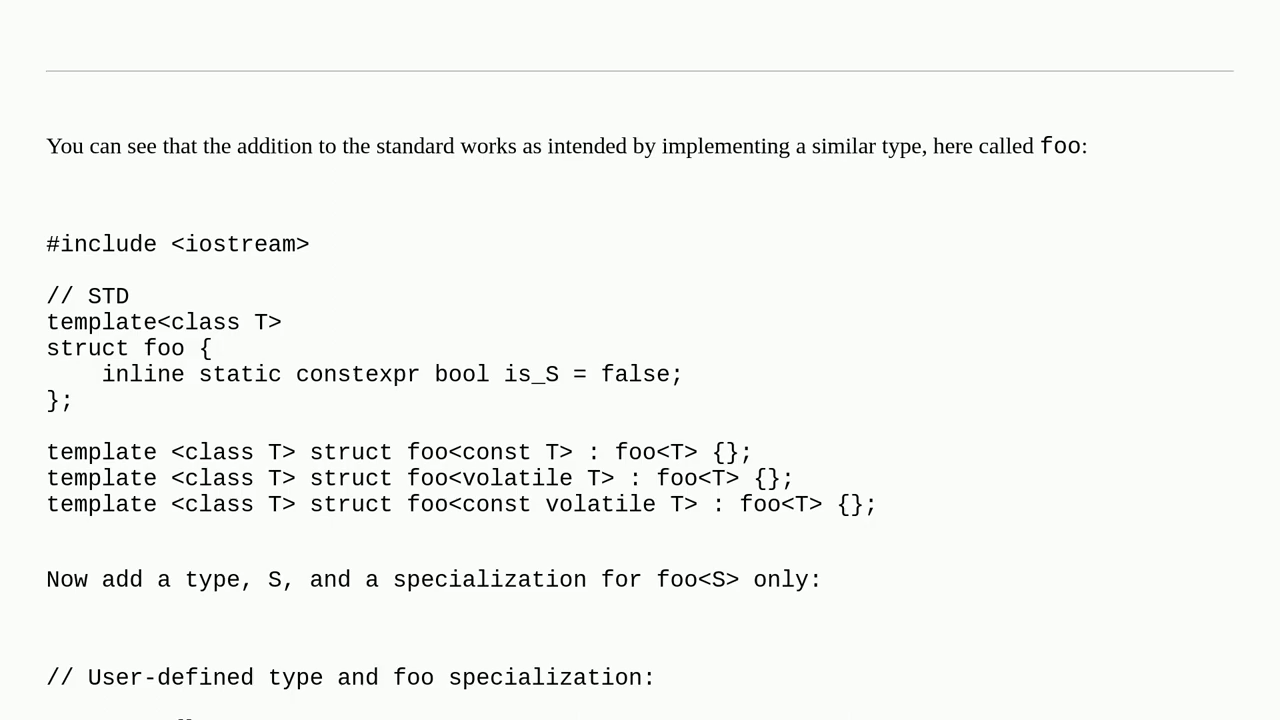 You can see that the addition to the standard works as intended by implementing a similar type, here called foo:
#include <iostream>
// STD
template<class T>
struct foo {
    inline static constexpr bool is_S = false;
};
template <class T> struct foo<const T> : foo<T> {};
template <class T> struct foo<volatile T> : foo<T> {};
template <class T> struct foo<const volatile T> : foo<T> {};
Now add a type, S, and a specialization for foo<S> only:
// User-defined type and foo specialization: